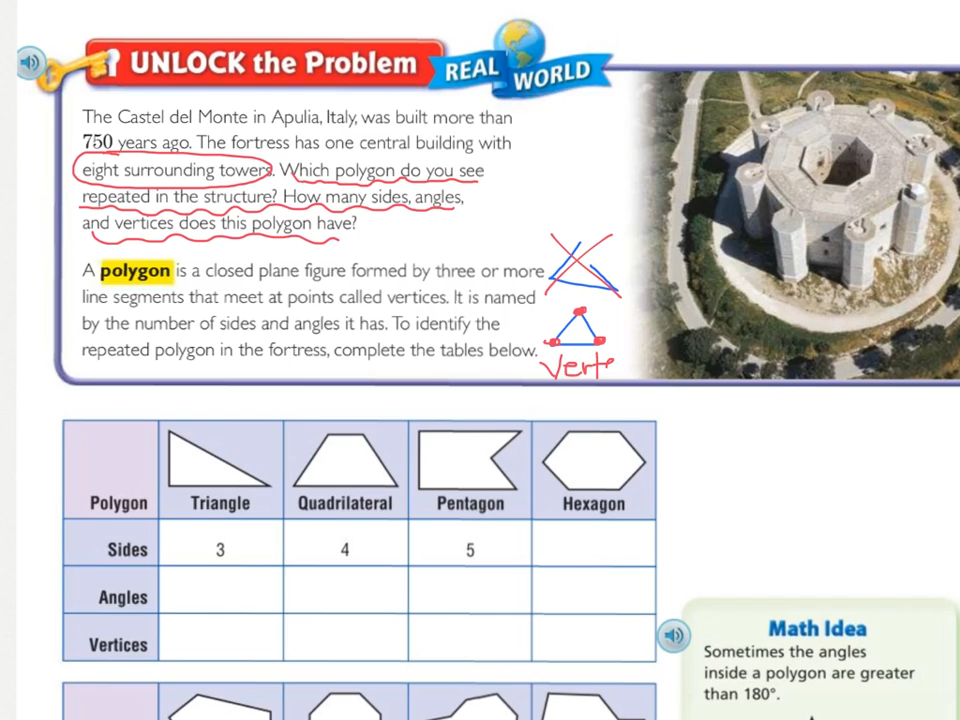 UNLOCK the Problem REAL WORLD
The Castel del Monte in Apulia, Italy, was built more than
750 years ago. The fortress has one central building with
eight surrounding towers. Which polygon do you see
repeated in the structure? How many sides, angles,
and vertices does this polygon have?
A polygon is a closed plane figure formed by three or more
line segments that meet at points called vertices. It is named
by the number of sides and angles it has. To identify the
repeated polygon in the fortress, complete the tables below.
Verte
Polygon Triangle Quadrilateral Pentagon Hexagon
Sides 3 4 5
Angles
Vertices
Math Idea
Sometimes the angles
inside a polygon are greater
than 180°.